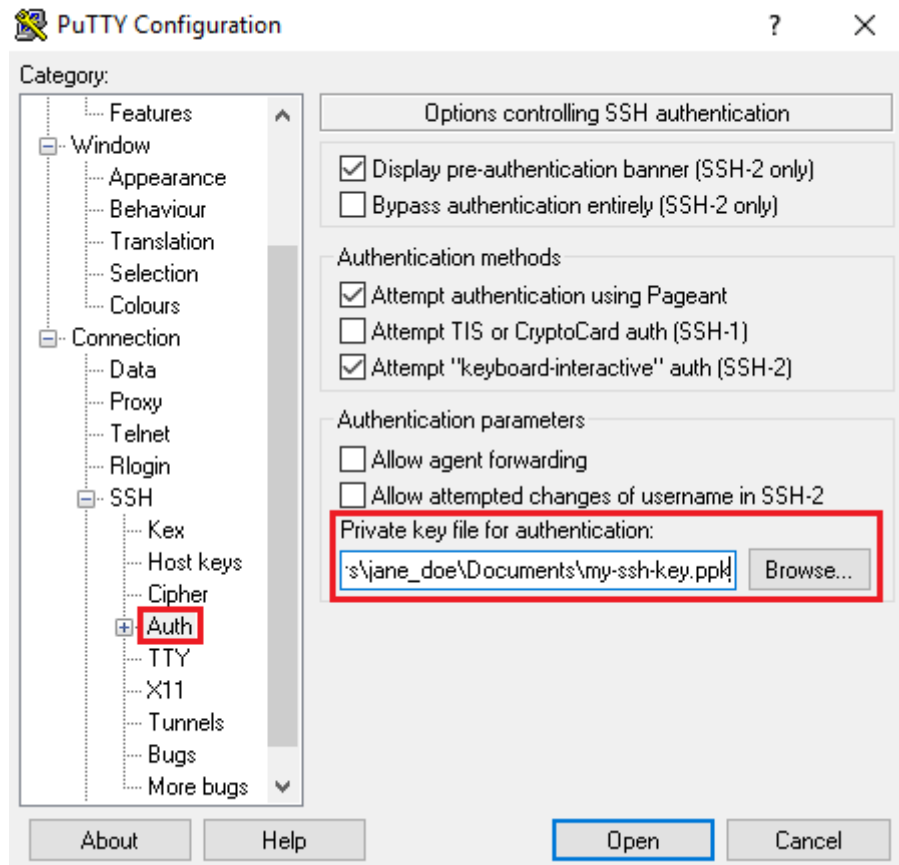 PuTTY Configuration
?
Category:
Features
Window
Appearance
Behaviour
Translation
Selection
Colours
Connection
Data
Proxy
Telnet
Rlogin
SSH
Kex
Host keys
Cipher
Auth
TTY
X11
Tunnels
Bugs
More bugs
Options controlling SSH authentication
Display pre-authentication banner (SSH-2 only)
Bypass authentication entirely (SSH-2 only)
Authentication methods
Attempt authentication using Pageant
Attempt TIS or CryptoCard auth (SSH-1)
Attempt "keyboard-interactive" auth (SSH-2)
Authentication parameters
Allow agent forwarding
Allow attempted changes of username in SSH-2
Private key file for authentication:
s\jane_doe\Documents\my-ssh-key.ppk
Browse...
About
Help
Open
Cancel